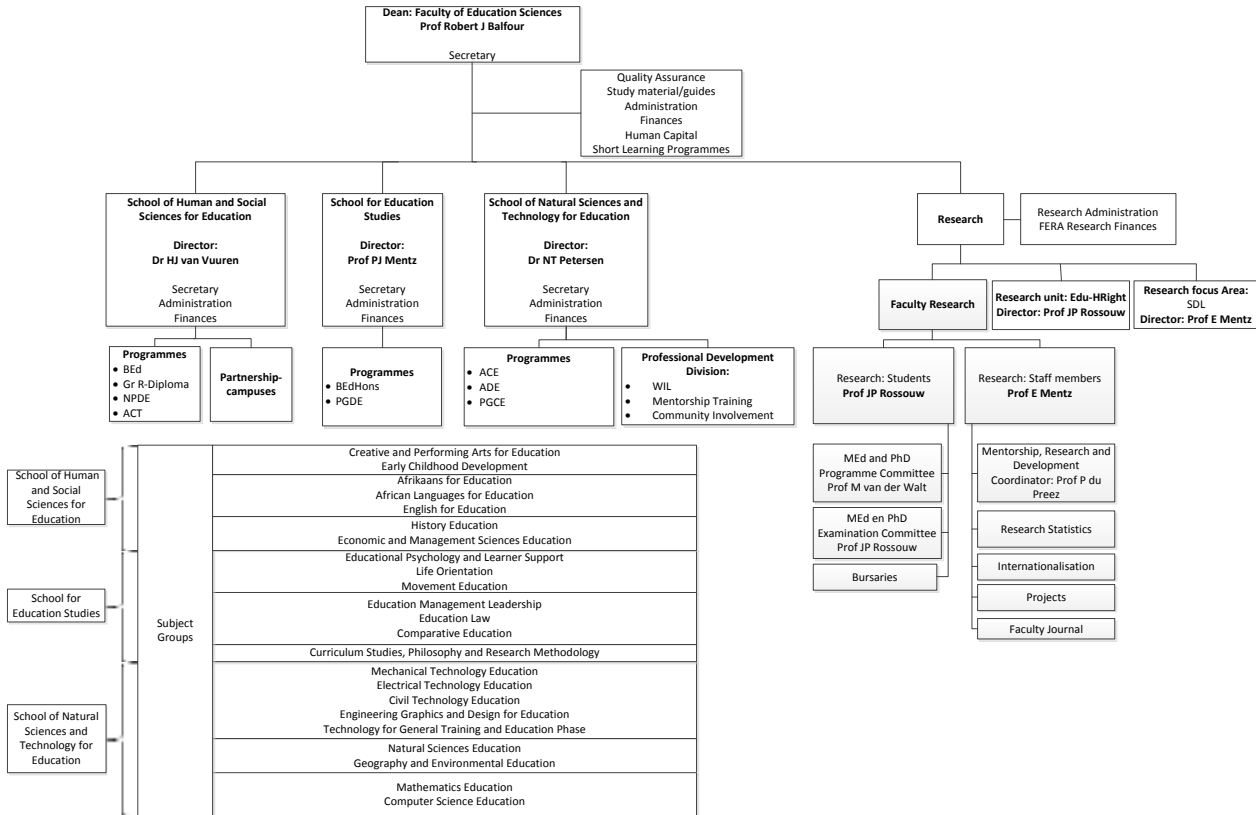 Dean: Faculty of Education Sciences
Prof Robert J Balfour
Secretary
Quality Assurance
Study material/guides
Administration
Finances
Human Capital
Short Learning Programmes
School of Human and Social
Sciences for Education
Director:
Dr HJ van Vuuren
Secretary
Administration
Finances
School for Education
Studies
Director:
Prof PJ Mentz
Secretary
Administration
Finances
School of Natural Sciences and
Technology for Education
Director:
Dr NT Petersen
Secretary
Administration
Finances
Research
Research Administration
FERA Research Finances
Faculty Research
Research unit: Edu-HRight
Director: Prof JP Rossouw
Research focus Area:
SDL
Director: Prof E Mentz
Programmes
• BEd
• Gr R-Diploma
• NPDE
• ACT
Partnership-
campuses
Programmes
• BEdHons
• PGDE
Programmes
• ACE
• ADE
• PGCE
Professional Development
Division:
• WIL
• Mentorship Training
• Community Involvement
Research: Students
Prof JP Rossouw
Research: Staff members
Prof E Mentz
MEd and PhD
Programme Committee
Prof M van der Walt
MEd en PhD
Examination Committee
Prof JP Rossouw
Bursaries
Mentorship, Research and
Development
Coordinator: Prof P du
Preez
Research Statistics
Internationalisation
Projects
Faculty Journal
School of Human
and Social
Sciences for
Education
School for
Education Studies
School of Natural
Sciences and
Technology for
Education
Subject
Groups
Creative and Performing Arts for Education
Early Childhood Development
Afrikaans for Education
African Languages for Education
English for Education
History Education
Economic and Management Sciences Education
Educational Psychology and Learner Support
Life Orientation
Movement Education
Education Management Leadership
Education Law
Comparative Education
Curriculum Studies, Philosophy and Research Methodology
Mechanical Technology Education
Electrical Technology Education
Civil Technology Education
Engineering Graphics and Design for Education
Technology for General Training and Education Phase
Natural Sciences Education
Geography and Environmental Education
Mathematics Education
Computer Science Education